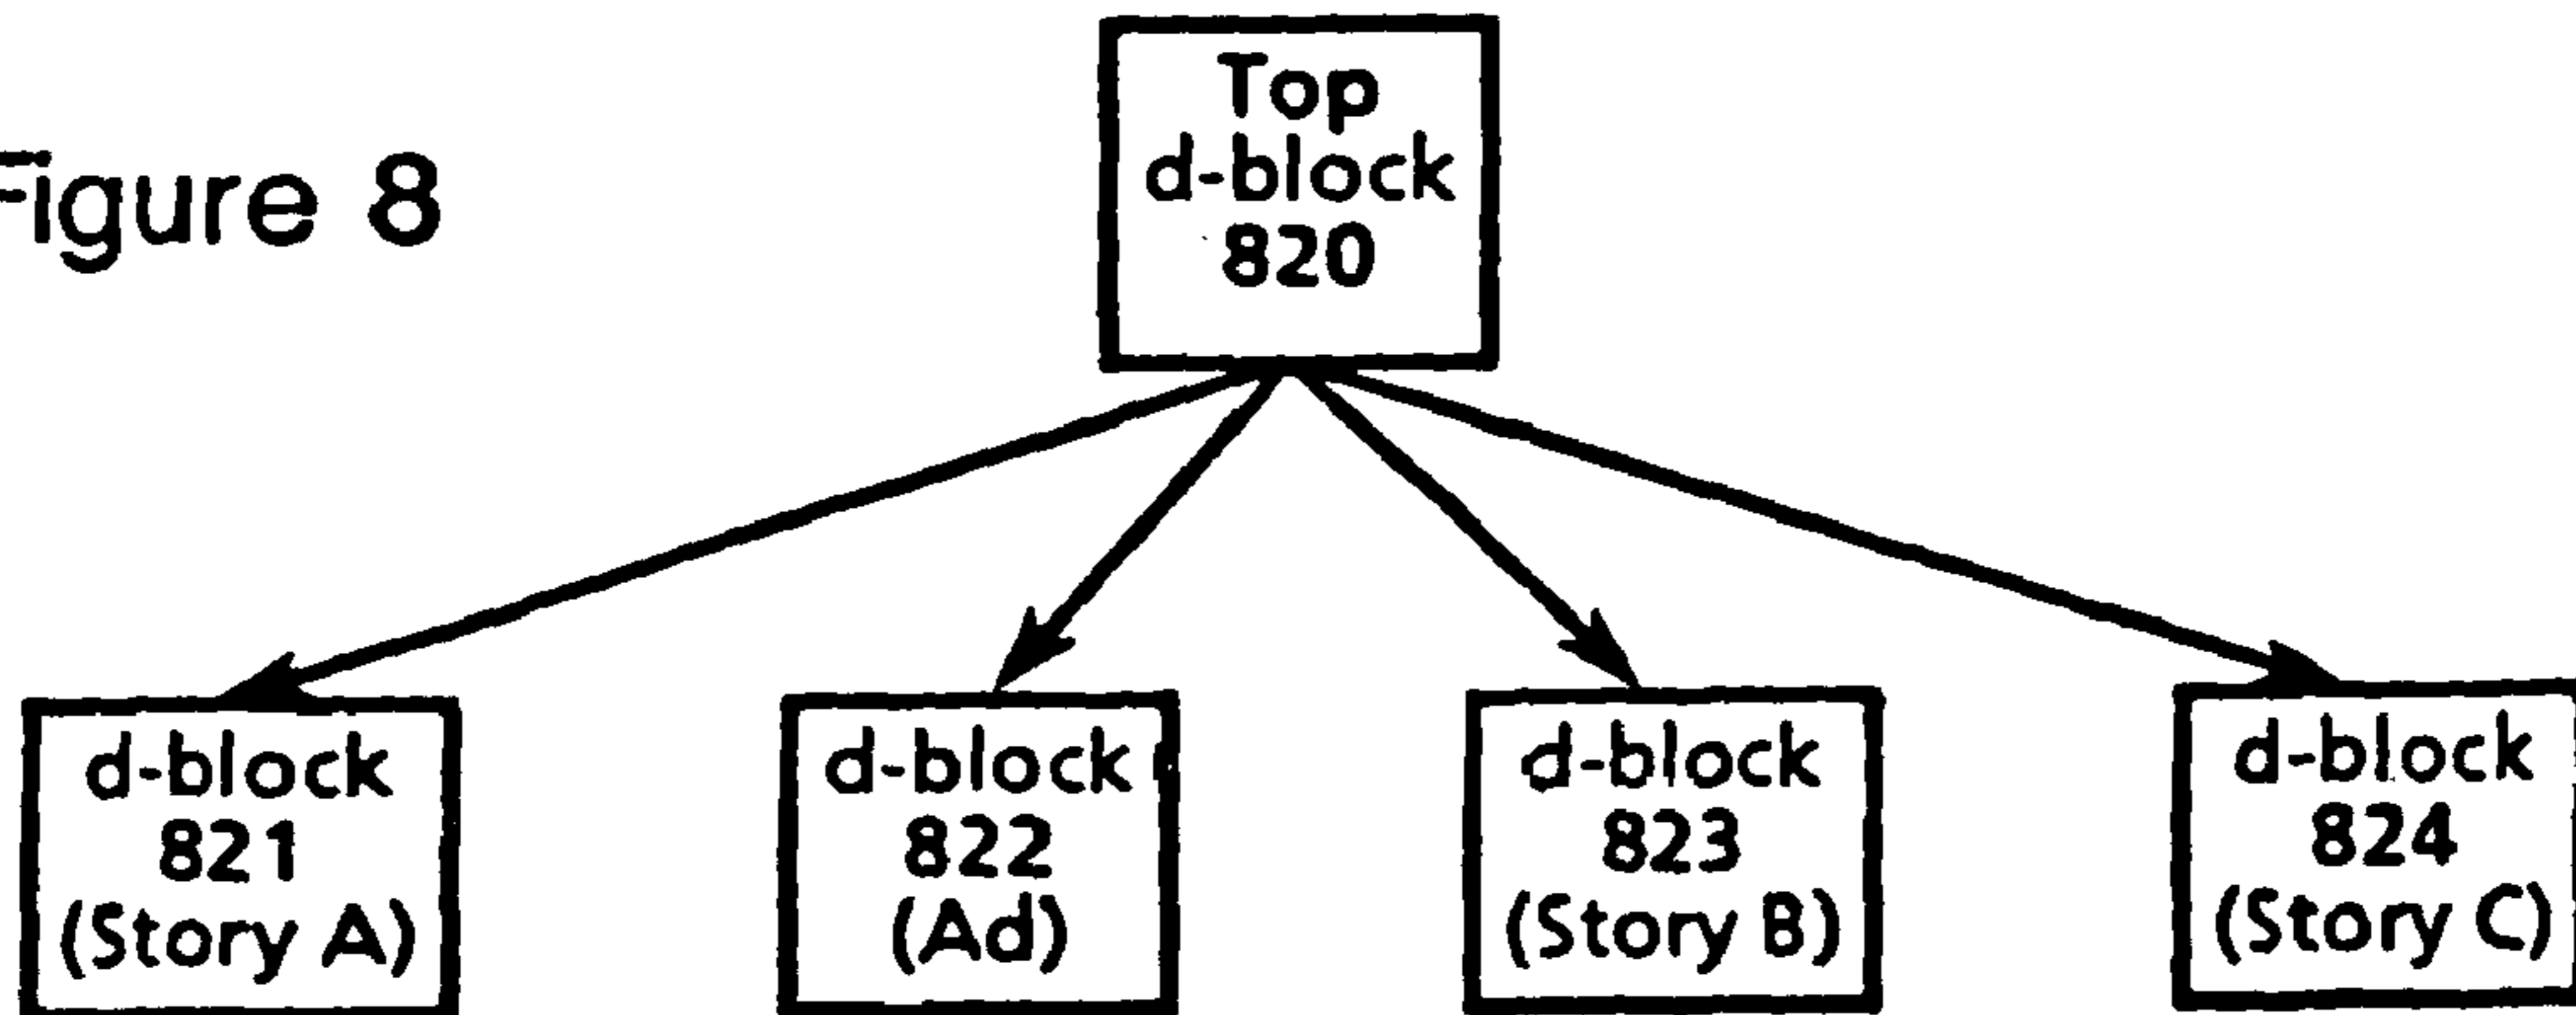 Figure 8
Top
d-block
820
d-block
821
(Story A)
d-block
822
(Ad)
d-block
823
(Story B)
d-block
824
(Story C)